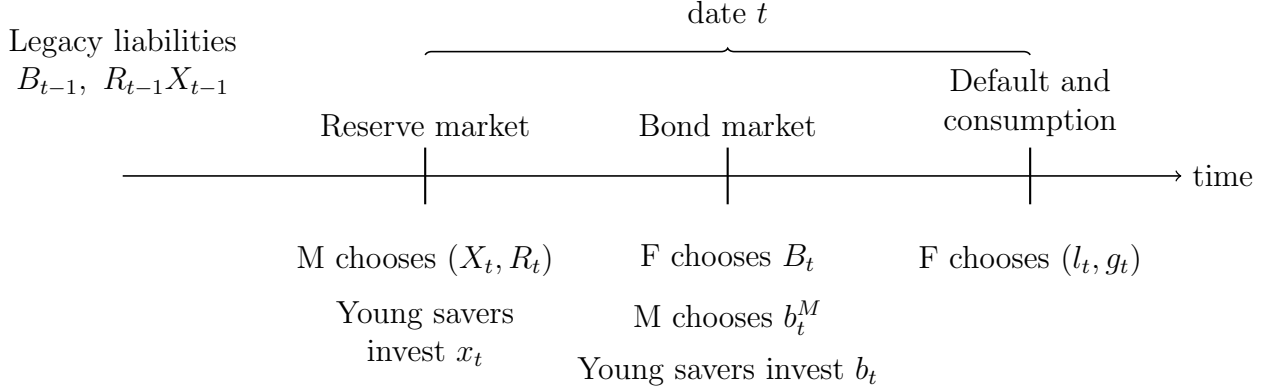 date t
Legacy liabilities
B_{t-1}, R_{t-1}X_{t-1}
Default and
consumption
Reserve market
Bond market
time
M chooses (X_t, R_t)
F chooses B_t
F chooses (l_t, g_t)
Young savers
invest x_t
M chooses b_t^M
Young savers invest b_t